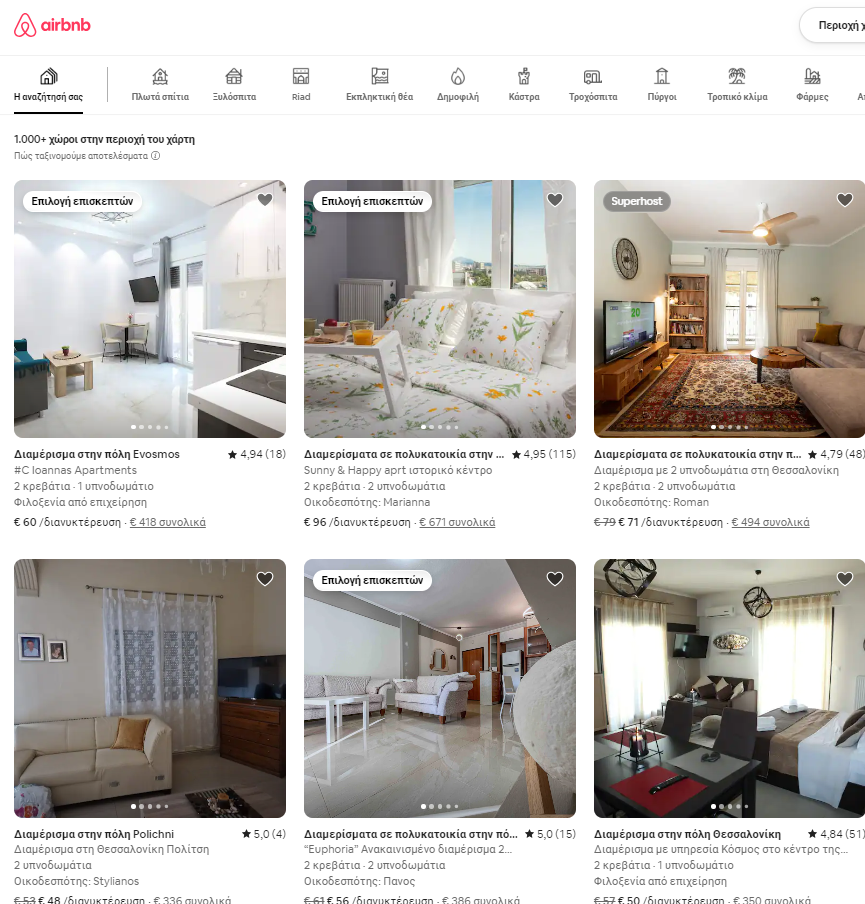 airbnb
Περιοχή χ
Η αναζήτησή σας
Πλωτά σπίτια
Ξυλόσπιτα
Riad
Εκπληκτική θέα
Δημοφιλή
Κάστρα
Τροχόσπιτα
Πύργοι
Τροπικό κλίμα
Φάρμες
1.000+ χώροι στην περιοχή του χάρτη
Πώς ταξινομούμε αποτελέσματα
Επιλογή επισκεπτών
Επιλογή επισκεπτών
Superhost
20
Διαμέρισμα στην πόλη Evosmos 4,94 (18)
#C Ioannas Apartments
2 κρεβάτια · 1 υπνοδωμάτιο
Φιλοξενία από επιχείρηση
€ 60 /διανυκτέρευση · € 418 συνολικά
Διαμερίσματα σε πολυκατοικία στην ... 4,95 (115)
Sunny & Happy aprt ιστορικό κέντρο
2 κρεβάτια · 2 υπνοδωμάτια
Οικοδεσπότης: Marianna
€ 96 /διανυκτέρευση · € 671 συνολικά
Διαμερίσματα σε πολυκατοικία στην π... 4,79 (48)
Διαμέρισμα με 2 υπνοδωμάτια στη Θεσσαλονίκη
2 κρεβάτια · 2 υπνοδωμάτια
Οικοδεσπότης: Roman
€ 79 € 71 /διανυκτέρευση · € 494 συνολικά
Επιλογή επισκεπτών
Διαμέρισμα στην πόλη Polichni 5,0 (4)
Διαμέρισμα στη Θεσσαλονίκη Πολίτση
2 υπνοδωμάτια
Οικοδεσπότης: Stylianos
€ 53 € 48 /διανυκτέρευση · € 336 συνολικά
Διαμερίσματα σε πολυκατοικία στην πό... 5,0 (15)
“Euphoria” Ανακαινισμένο διαμέρισμα 2...
2 κρεβάτια · 2 υπνοδωμάτια
Οικοδεσπότης: Πανος
€ 61 € 56 /διανυκτέρευση · € 386 συνολικά
Διαμέρισμα στην πόλη Θεσσαλονίκη 4,84 (51)
Διαμέρισμα με υπηρεσία Κόσμος στο κέντρο της...
2 κρεβάτια · 1 υπνοδωμάτιο
Φιλοξενία από επιχείρηση
€ 57 € 50 /διανυκτέρευση · € 350 συνολικά